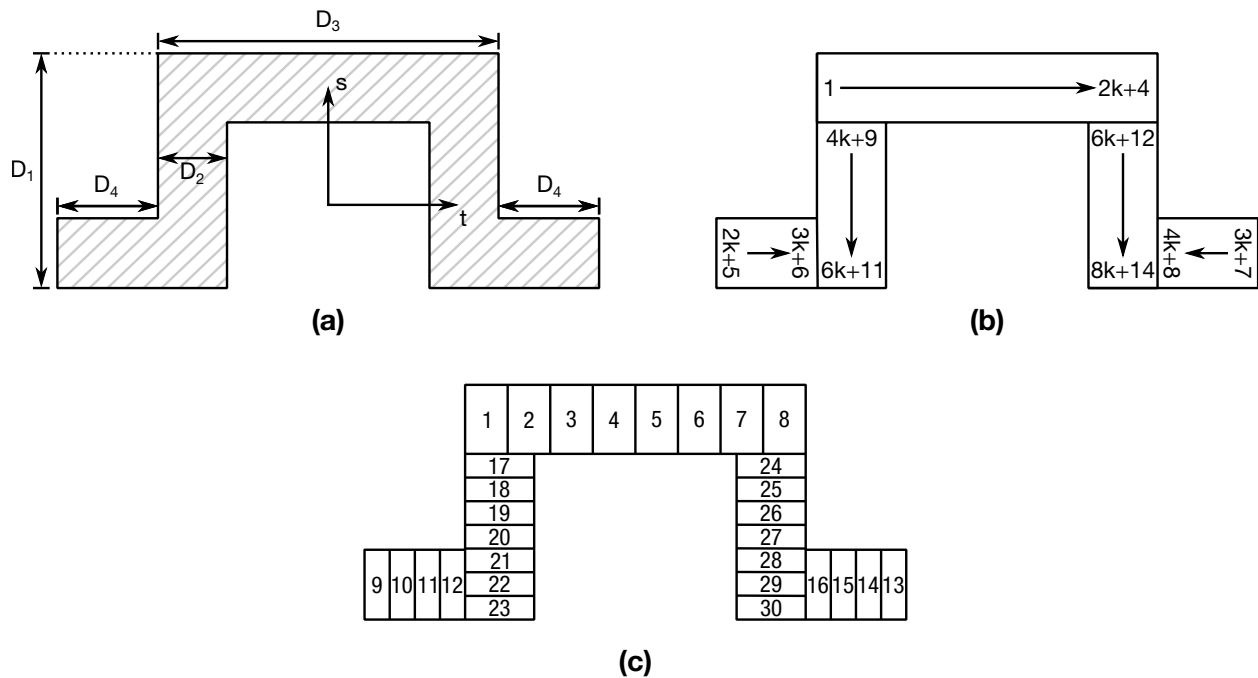 D3
s
D1
D2
D4
D4
t
(a)
1
2k+4
4k+9
6k+12
2k+5
3k+6
6k+11
8k+14
4k+8
3k+7
(b)
1 2 3 4 5 6 7 8
17 24
18 25
19 26
20 27
21 28
9 10 11 12 22 29 16 15 14 13
23 30
(c)